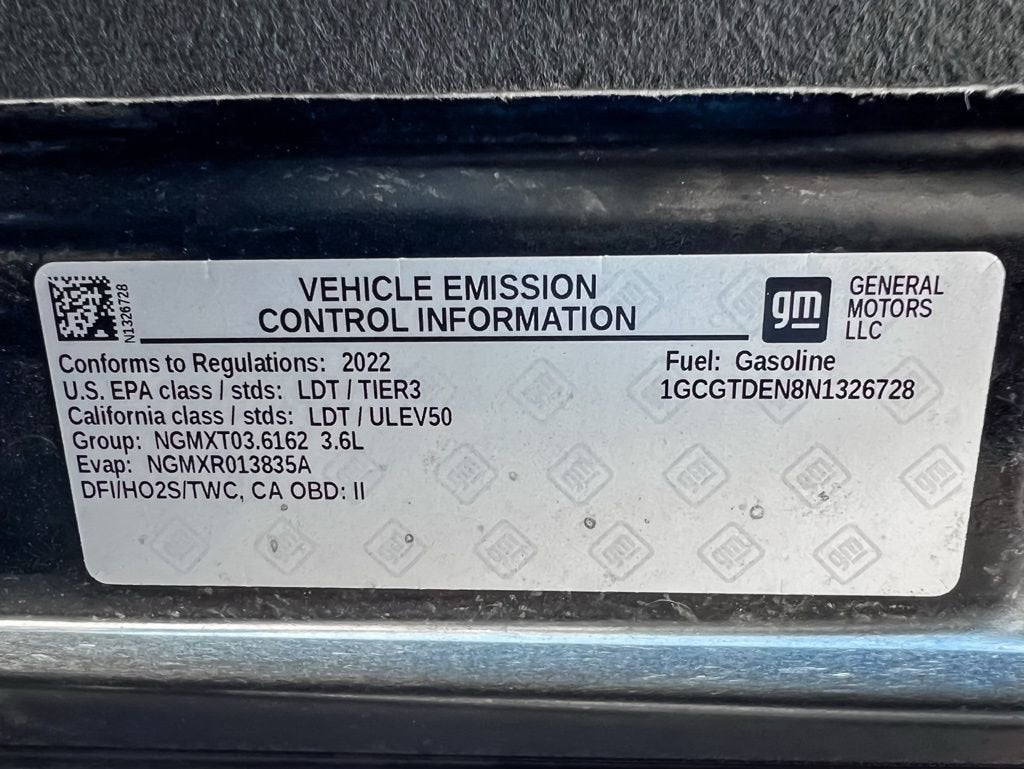 N1326728
VEHICLE EMISSION
CONTROL INFORMATION
gm
GENERAL
MOTORS
LLC
Conforms to Regulations: 2022
U.S. EPA class / stds: LDT / TIER3
California class / stds: LDT / ULEV50
Group: NGMXT03.6162 3.6L
Evap: NGMXR013835A
DFI/HO2S/TWC, CA OBD: II
Fuel: Gasoline
1GCGTDEN8N1326728